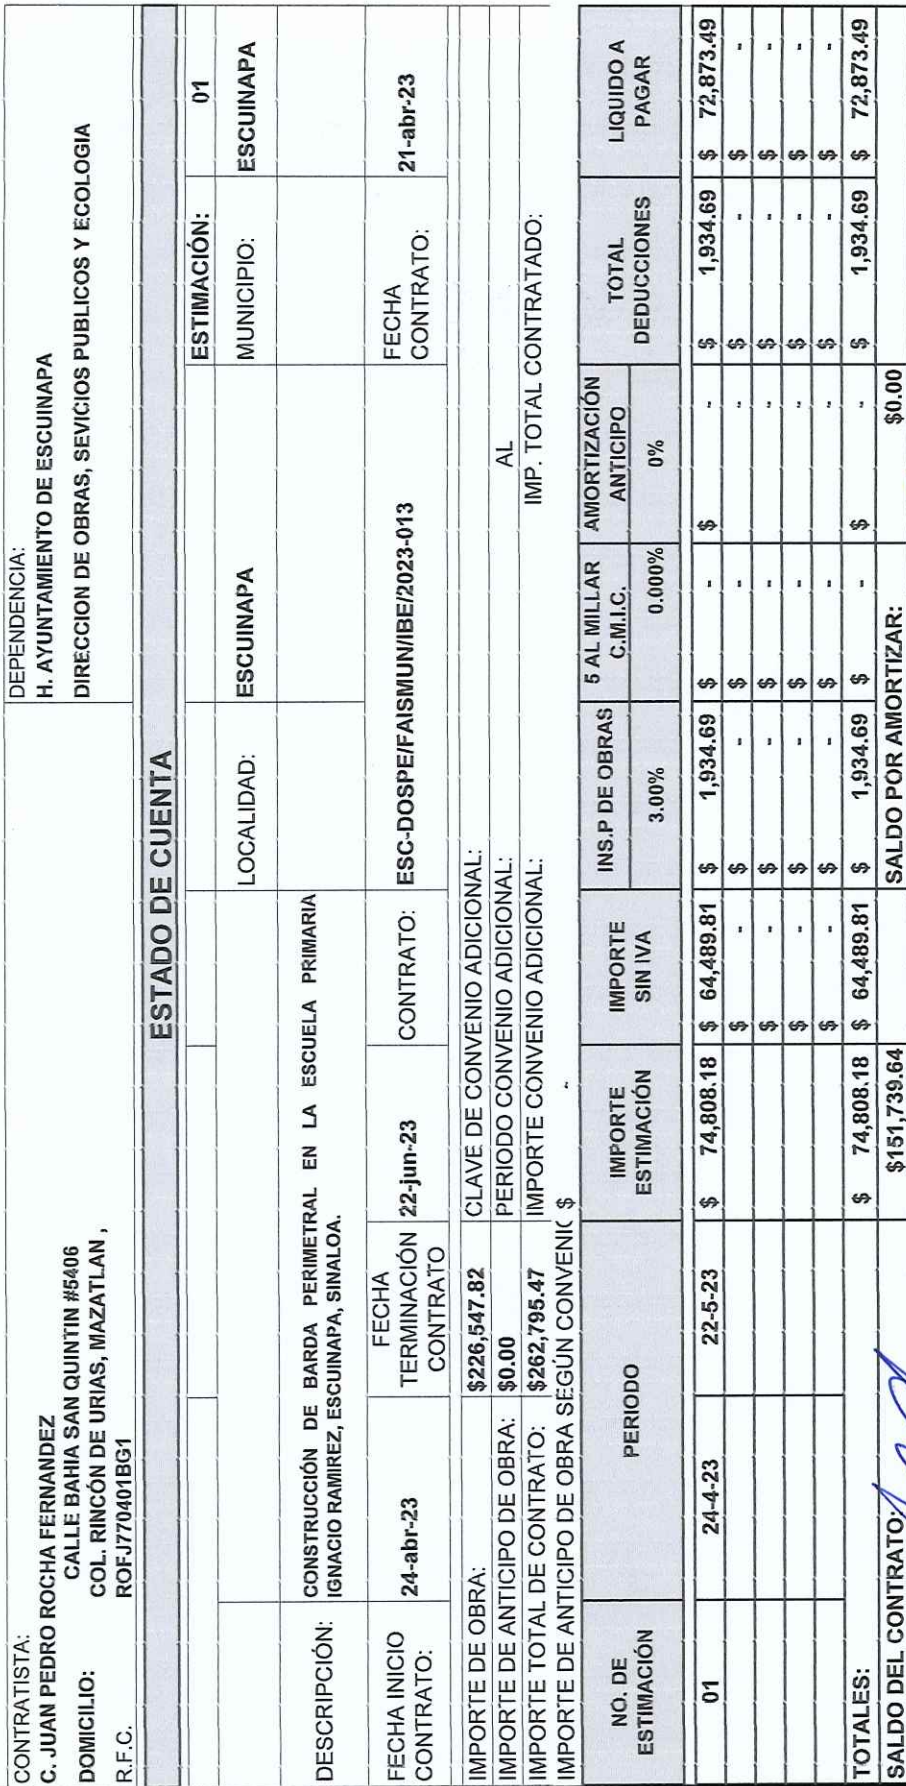 CONTRATISTA:
C. JUAN PEDRO ROCHA FERNANDEZ
DOMICILIO: CALLE BAHIA SAN QUINTIN #5406
COL. RINCÓN DE URIAS, MAZATLAN ,
R.F.C. ROFJ770401BG1
DEPENDENCIA:
H. AYUNTAMIENTO DE ESCUINAPA
DIRECCION DE OBRAS, SEVICIOS PUBLICOS Y ECOLOGIA
ESTADO DE CUENTA
ESTIMACIÓN: 01
LOCALIDAD: ESCUINAPA MUNICIPIO: ESCUINAPA
DESCRIPCIÓN: CONSTRUCCIÓN DE BARDA PERIMETRAL EN LA ESCUELA PRIMARIA
IGNACIO RAMIREZ, ESCUINAPA, SINALOA.
FECHA INICIO CONTRATO: 24-abr-23 FECHA TERMINACIÓN CONTRATO 22-jun-23 CONTRATO: ESC-DOSPE/FAISMUN/IBE/2023-013 FECHA CONTRATO: 21-abr-23
IMPORTE DE OBRA: $226,547.82 CLAVE DE CONVENIO ADICIONAL:
IMPORTE DE ANTICIPO DE OBRA: $0.00 PERIODO CONVENIO ADICIONAL: AL
IMPORTE TOTAL DE CONTRATO: $262,795.47 IMPORTE CONVENIO ADICIONAL: IMP. TOTAL CONTRATADO:
IMPORTE DE ANTICIPO DE OBRA SEGÚN CONVENIO $ -
NO. DE ESTIMACIÓN PERIODO IMPORTE ESTIMACIÓN IMPORTE SIN IVA INS.P DE OBRAS 5 AL MILLAR C.M.I.C. AMORTIZACIÓN ANTICIPO TOTAL DEDUCCIONES LIQUIDO A PAGAR
3.00% 0.000% 0%
01 24-4-23 22-5-23 $ 74,808.18 $ 64,489.81 $ 1,934.69 $ - $ - $ 1,934.69 $ 72,873.49
$ - $ - $ - - $ - $ -
$ - $ - $ - - $ - $ -
$ - $ - $ - - $ - $ -
$ - $ - $ - - $ - $ -
TOTALES: $ 74,808.18 $ 64,489.81 $ 1,934.69 $ - $ - $ 1,934.69 $ 72,873.49
SALDO DEL CONTRATO: $151,739.64 SALDO POR AMORTIZAR: $0.00